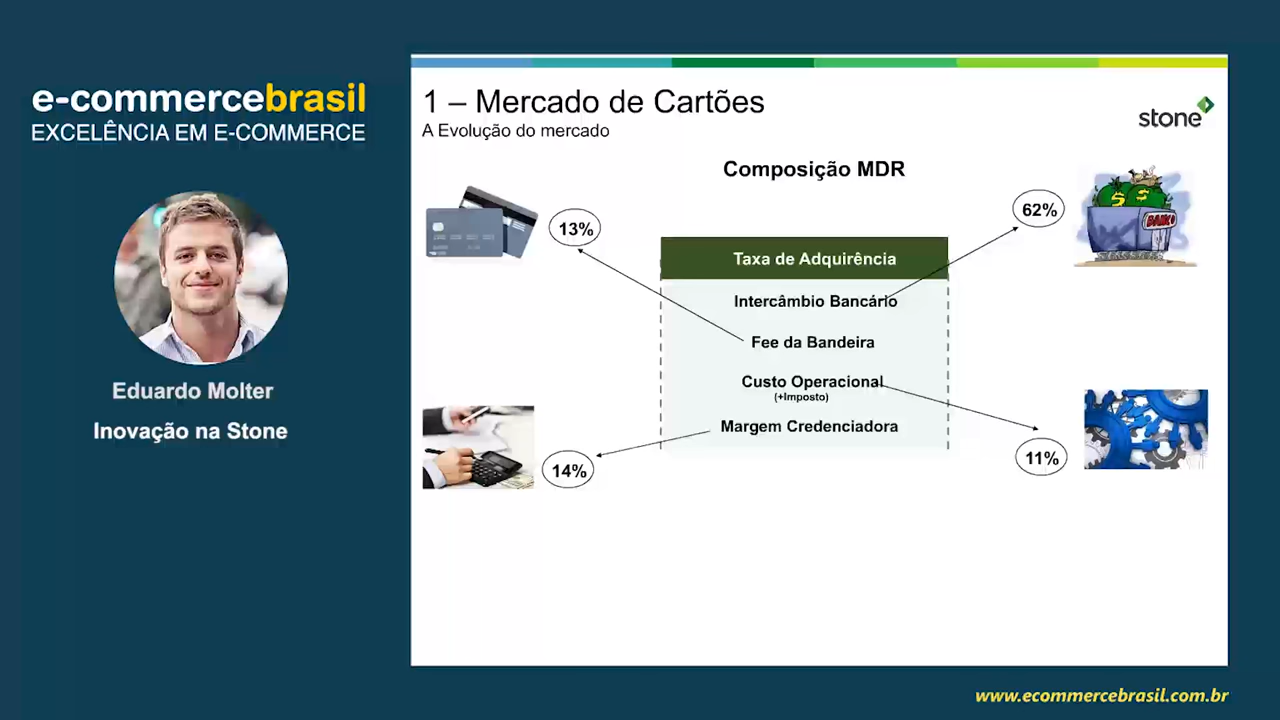 e-commercebrasil
EXCELÊNCIA EM E-COMMERCE
Eduardo Molter
Inovação na Stone
1 – Mercado de Cartões
A Evolução do mercado
stone
Composição MDR
13%
62%
BANKO
Taxa de Adquirência
Intercâmbio Bancário
Fee da Bandeira
Custo Operacional
(+Imposto)
Margem Credenciadora
14%
11%
www.ecommercebrasil.com.br